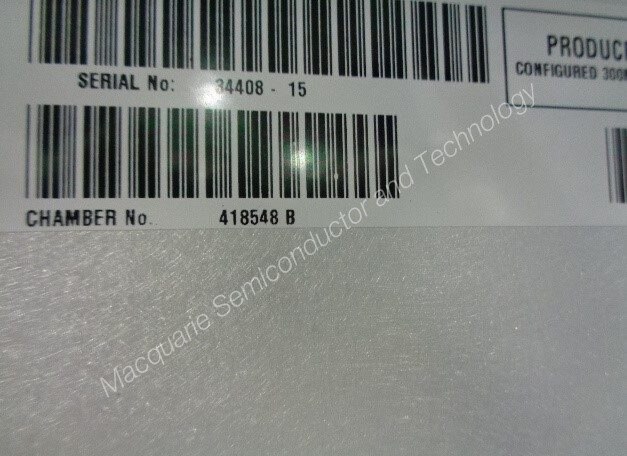 PRODUC
CONFIGURED 300
SERIAL No: 34408 - 15
CHAMBER No. 418548 B
Macquarie Semiconductor and Technology